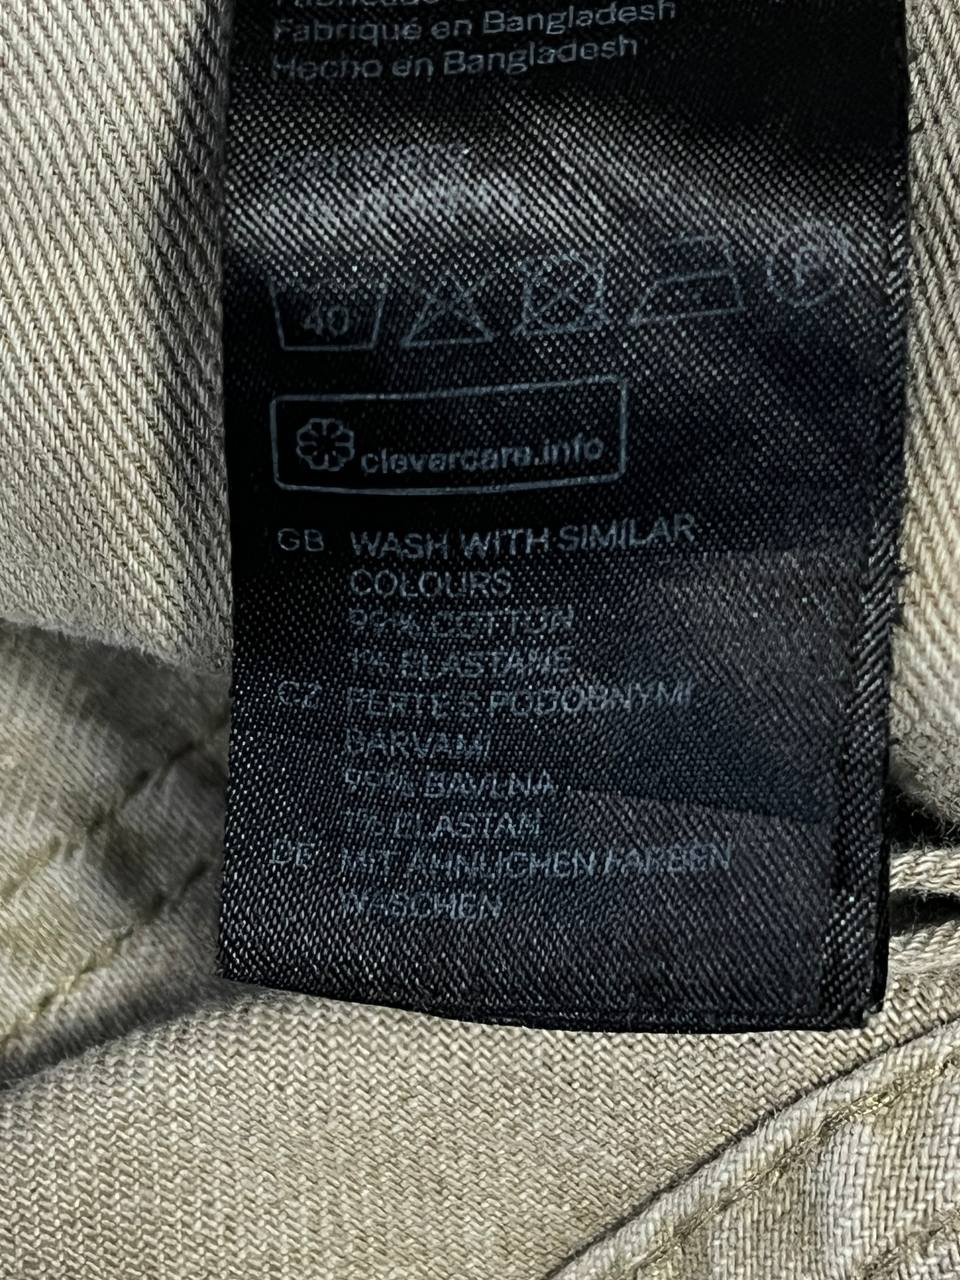 Fabriqué en Bangladesh
Hecho en Bangladesh
40
P
clevercare.info
GB WASH WITH SIMILAR
COLOURS
99% COTTON
1% ELASTANE
CZ PERTE S PODOBNÝMI
BARVAMI
99% BAVLNA
1% ELASTAN
DE MIT ÄHNLICHEN FARBEN
WASCHEN